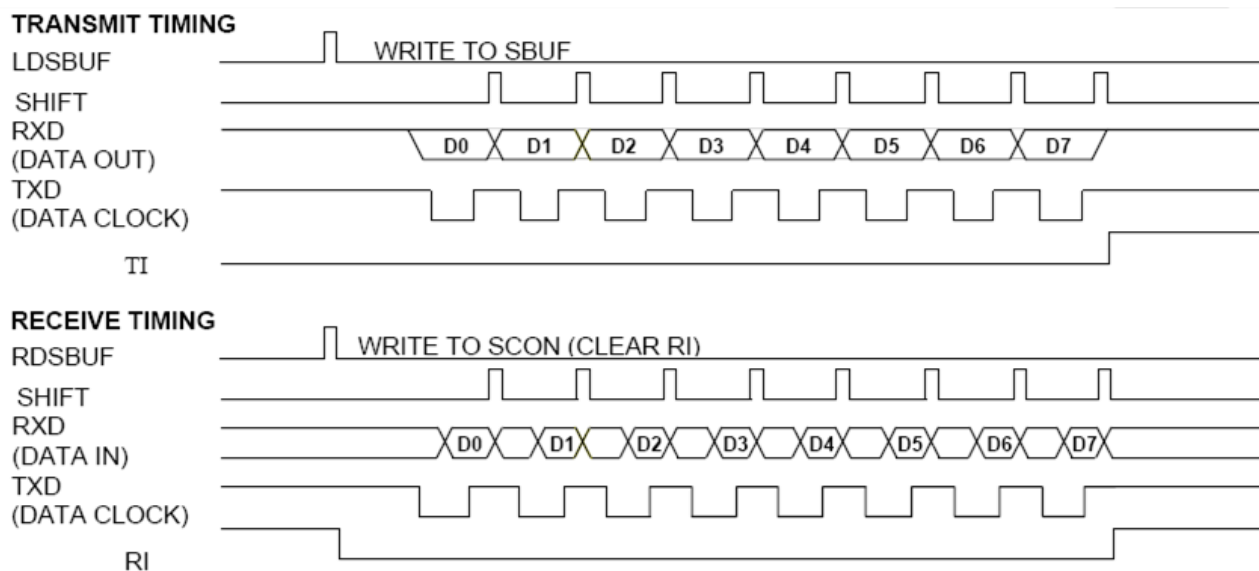 TRANSMIT TIMING
LDSBUF WRITE TO SBUF
SHIFT
RXD
(DATA OUT) D0 D1 D2 D3 D4 D5 D6 D7
TXD
(DATA CLOCK)
TI
RECEIVE TIMING
RDSBUF WRITE TO SCON (CLEAR RI)
SHIFT
RXD
(DATA IN) D0 D1 D2 D3 D4 D5 D6 D7
TXD
(DATA CLOCK)
RI